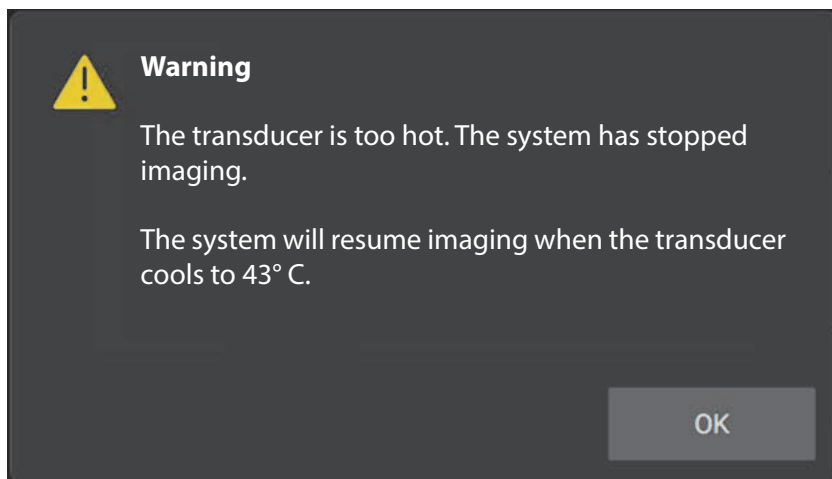 Warning
The transducer is too hot. The system has stopped
imaging.
The system will resume imaging when the transducer
cools to 43° C.
OK